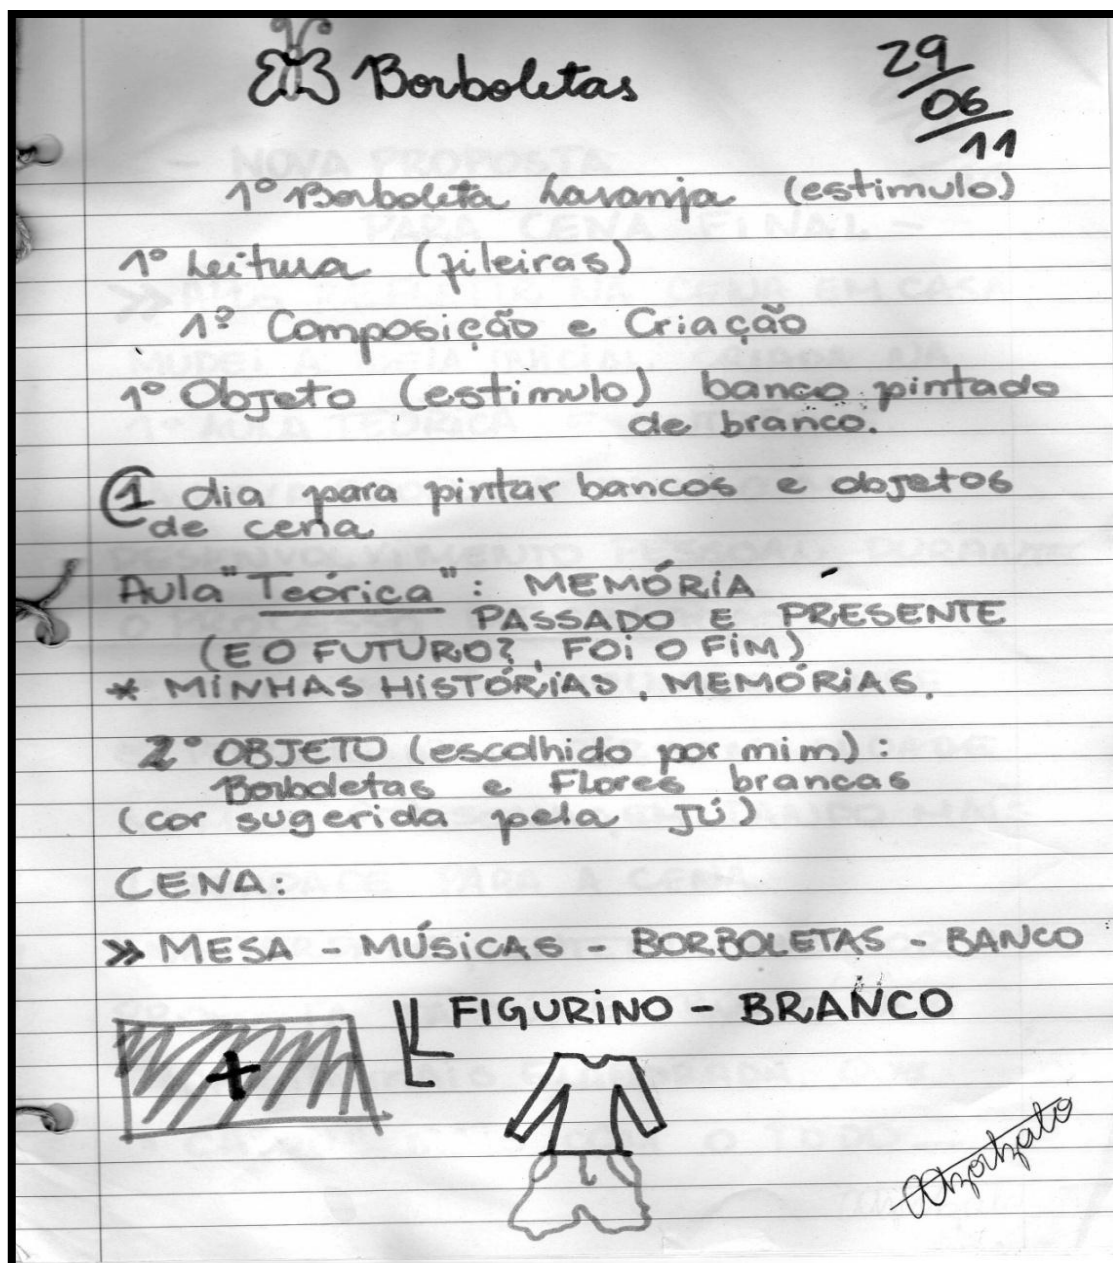 Borboletas
29/06/11
1º Borboleta Laranja (estimulo)
1º Leitura (fileiras)
1º Composição e Criação
1º Objeto (estimulo) banco pintado
de branco.
1 dia para pintar bancos e objetos
de cena
Aula "Teórica": MEMÓRIA
PASSADO E PRESENTE
(E O FUTURO?, FOI O FIM)
* MINHAS HISTÓRIAS, MEMÓRIAS.
2º OBJETO (escolhido por mim):
Borboletas e Flores brancas
(cor sugerida pela JÚ)
CENA:
>> MESA - MÚSICAS - BORBOLETAS - BANCO
FIGURINO - BRANCO